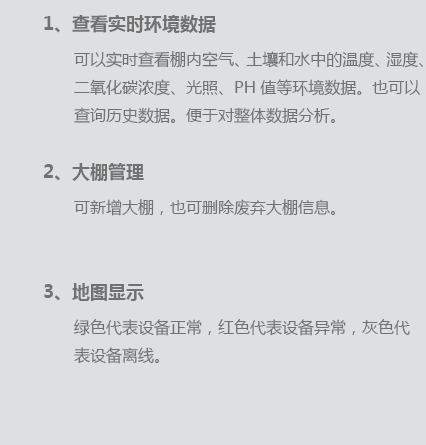 1、查看实时环境数据
可以实时查看棚内空气、土壤和水中的温度、湿度、
二氧化碳浓度、光照、PH 值等环境数据。也可以
查询历史数据。便于对整体数据分析。
2、大棚管理
可新增大棚，也可删除废弃大棚信息。
3、地图显示
绿色代表设备正常，红色代表设备异常，灰色代
表设备离线。